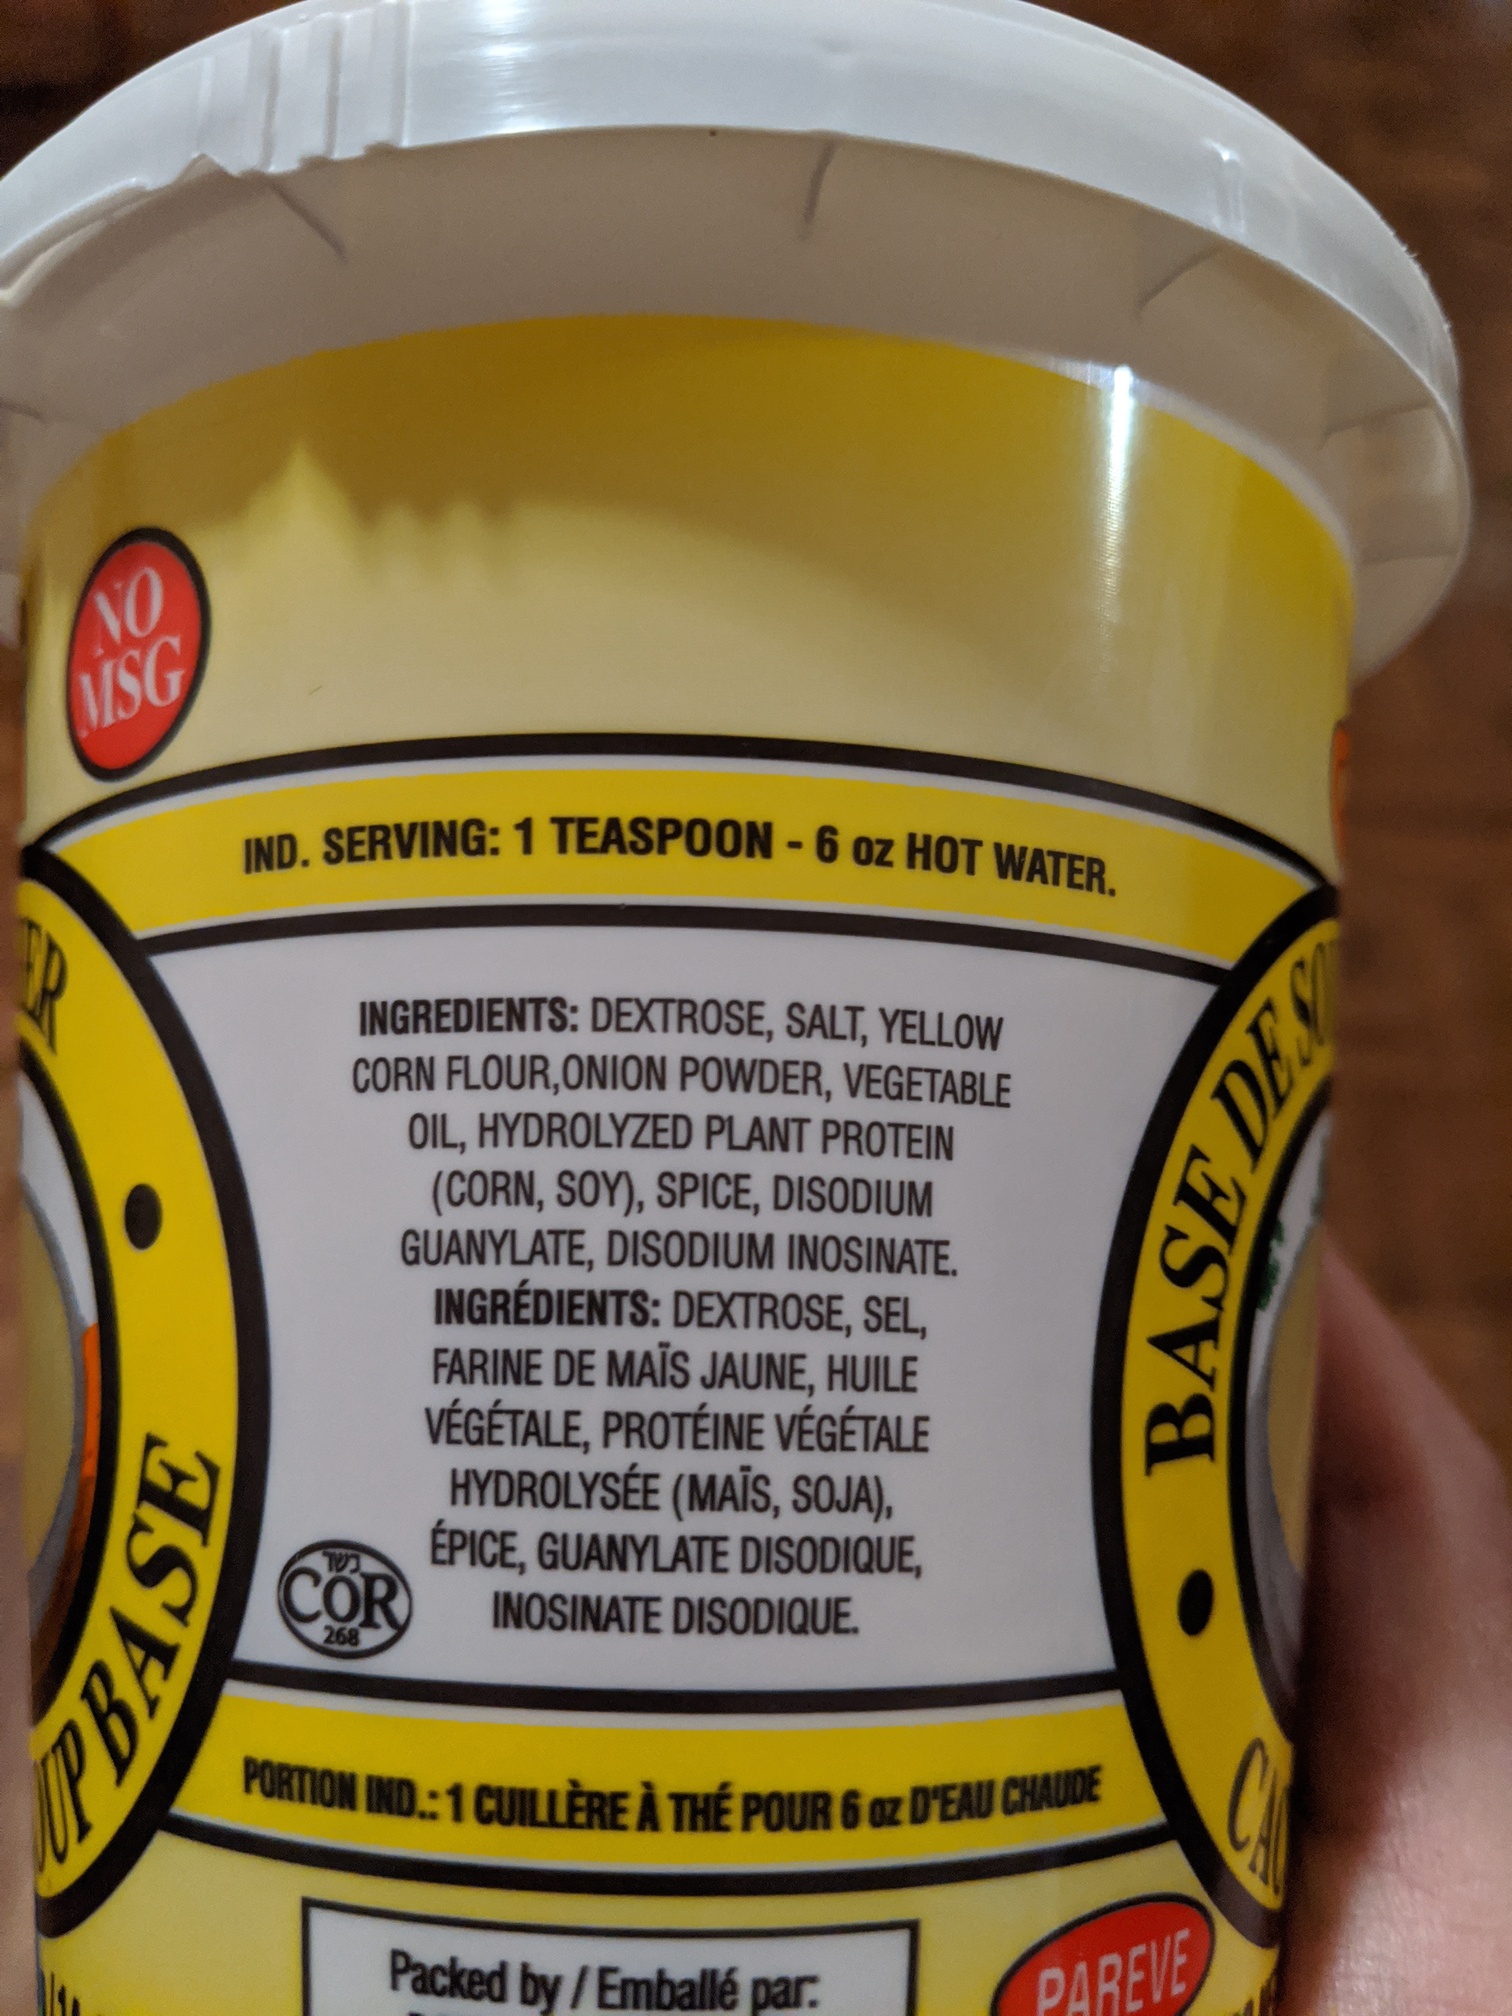 NO
MSG
IND. SERVING: 1 TEASPOON - 6 oz HOT WATER.
INGREDIENTS: DEXTROSE, SALT, YELLOW
CORN FLOUR,ONION POWDER, VEGETABLE
OIL, HYDROLYZED PLANT PROTEIN
(CORN, SOY), SPICE, DISODIUM
GUANYLATE, DISODIUM INOSINATE.
INGRÉDIENTS: DEXTROSE, SEL,
FARINE DE MAÏS JAUNE, HUILE
VÉGÉTALE, PROTÉINE VÉGÉTALE
HYDROLYSÉE (MAÏS, SOJA),
ÉPICE, GUANYLATE DISODIQUE,
INOSINATE DISODIQUE.
כשר
COR
268
BASE
BASE DE
PORTION IND.: 1 CUILLÈRE À THÉ POUR 6 oz D'EAU CHAUDE
Packed by / Emballé par:
PAREVE